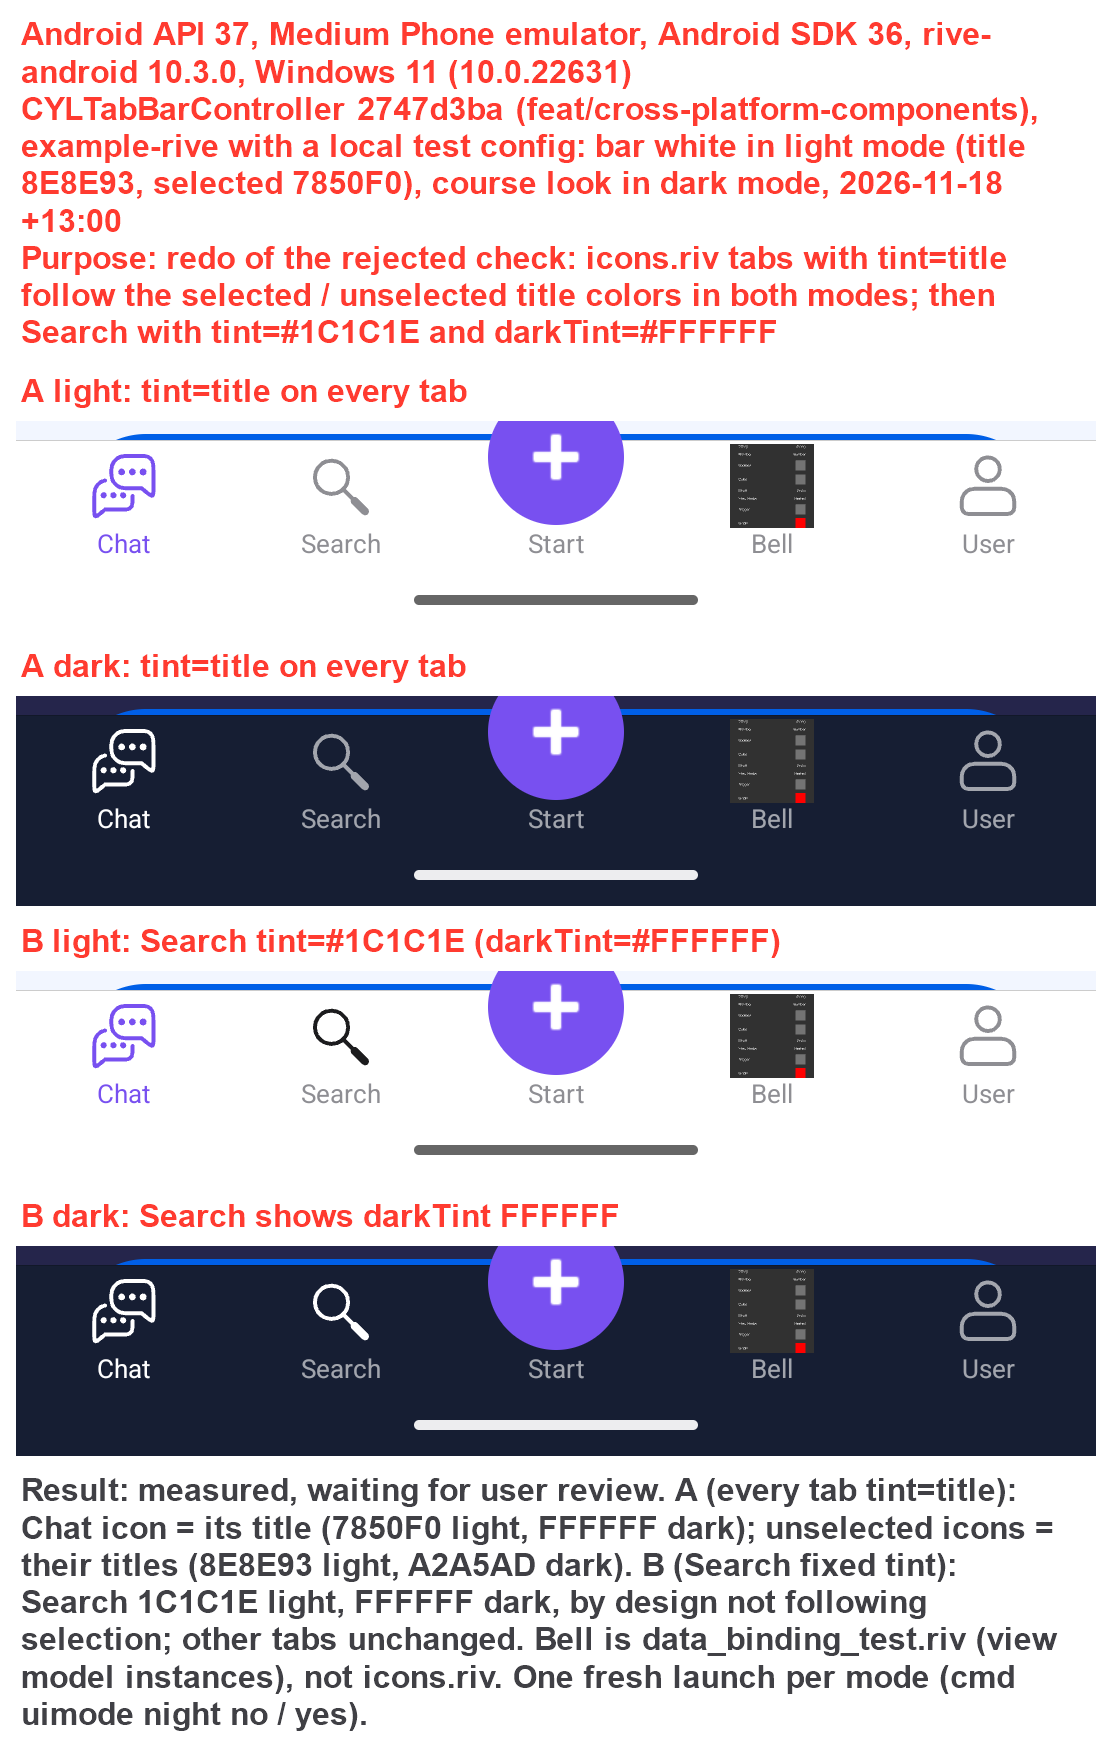 Android API 37, Medium Phone emulator, Android SDK 36, rive-
android 10.3.0, Windows 11 (10.0.22631)
CYLTabBarController 2747d3ba (feat/cross-platform-components),
example-rive with a local test config: bar white in light mode (title
8E8E93, selected 7850F0), course look in dark mode, 2026-11-18
+13:00
Purpose: redo of the rejected check: icons.riv tabs with tint=title
follow the selected / unselected title colors in both modes; then
Search with tint=#1C1C1E and darkTint=#FFFFFF
A light: tint=title on every tab
Chat Search Start Bell User
A dark: tint=title on every tab
Chat Search Start Bell User
B light: Search tint=#1C1C1E (darkTint=#FFFFFF)
Chat Search Start Bell User
B dark: Search shows darkTint FFFFFF
Chat Search Start Bell User
Result: measured, waiting for user review. A (every tab tint=title):
Chat icon = its title (7850F0 light, FFFFFF dark); unselected icons =
their titles (8E8E93 light, A2A5AD dark). B (Search fixed tint):
Search 1C1C1E light, FFFFFF dark, by design not following
selection; other tabs unchanged. Bell is data_binding_test.riv (view
model instances), not icons.riv. One fresh launch per mode (cmd
uimode night no / yes).